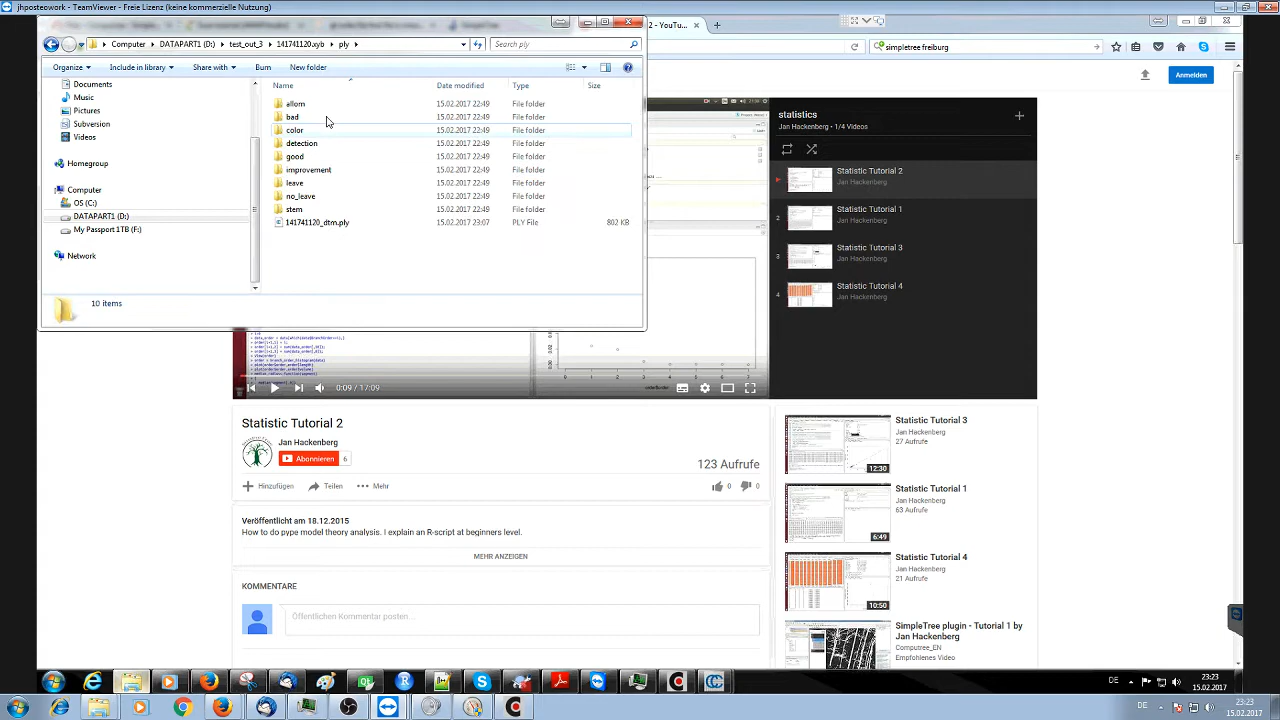 jhposteowork - TeamViewer - Freie Lizenz (keine kommerzielle Nutzung)
2 - YouTu...
Computer
DATAPART1 (D:)
test_out_3
141741120.xyb
ply
Search ply
simpletree freiburg
Organize
Include in library
Share with
Burn
New folder
Anmelden
Documents
Music
Pictures
Subversion
Videos
Homegroup
Computer
OS (C:)
DATAPART1 (D:)
My Passport 1TB (F:)
Network
Name Date modified Type Size
allom 15.02.2017 22:49 File folder
bad 15.02.2017 22:49 File folder
color 15.02.2017 22:49 File folder
detection 15.02.2017 22:49 File folder
good 15.02.2017 22:49 File folder
improvement 15.02.2017 22:49 File folder
leave 15.02.2017 22:49 File folder
no_leave 15.02.2017 22:49 File folder
stem 15.02.2017 22:49 File folder
141741120_dtm.ply 15.02.2017 23:07 PLY File 802 KB
10 items
statistics
Jan Hackenberg - 1/4 Videos
Statistic Tutorial 2
Jan Hackenberg
2
Statistic Tutorial 1
Jan Hackenberg
3
Statistic Tutorial 3
Jan Hackenberg
4
Statistic Tutorial 4
Jan Hackenberg
0:09 / 17:09
Statistic Tutorial 2
Jan Hackenberg
Abonnieren 6
123 Aufrufe
Hinzufügen Teilen Mehr
0 0
Veröffentlicht am 18.12.2015
How to do pype model theory analysis. I explain an R-script at beginners level.
MEHR ANZEIGEN
KOMMENTARE
Öffentlichen Kommentar posten...
Statistic Tutorial 3
Jan Hackenberg
27 Aufrufe
12:30
Statistic Tutorial 1
Jan Hackenberg
63 Aufrufe
6:49
Statistic Tutorial 4
Jan Hackenberg
21 Aufrufe
10:50
SimpleTree plugin - Tutorial 1 by
Jan Hackenberg
Computree_EN
Empfohlenes Video
DE
23:23
15.02.2017
DE
23:23
15.02.2017